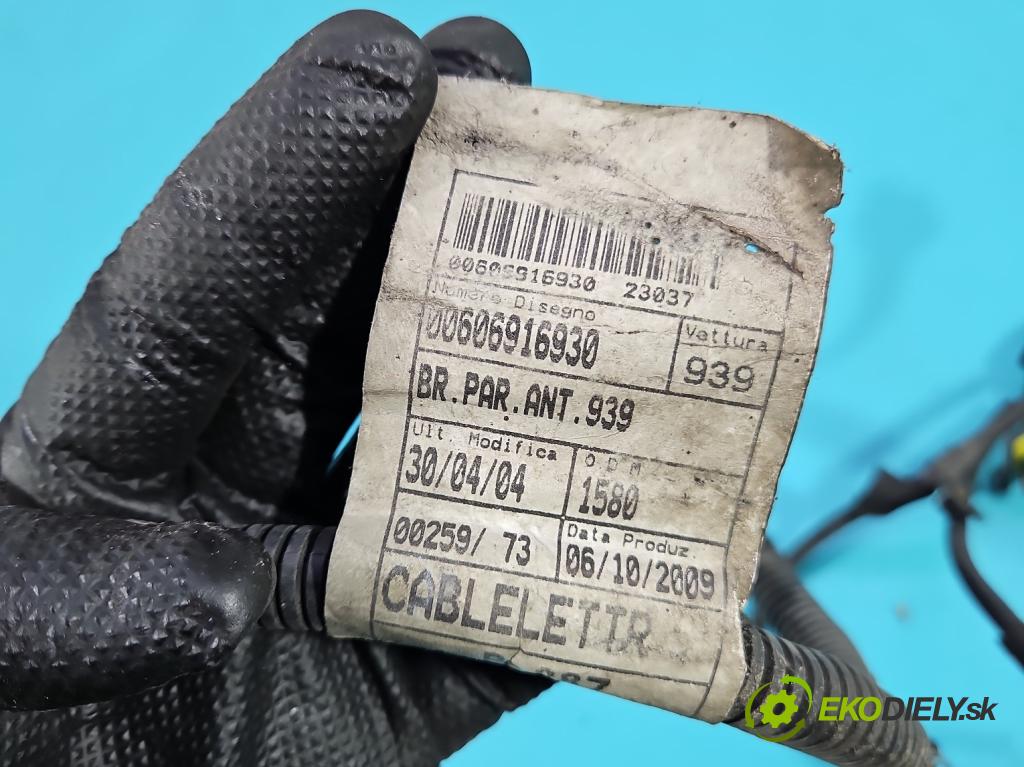 00606916930 23037
Numero Disegno
00606916930
Vettura
939
BR.PAR.ANT.939
Ult. Modifica
30/04/04
O D M
1580
00259/ 73
Data Produz.
06/10/2009
CABLELETTR
EKODIELY.sk